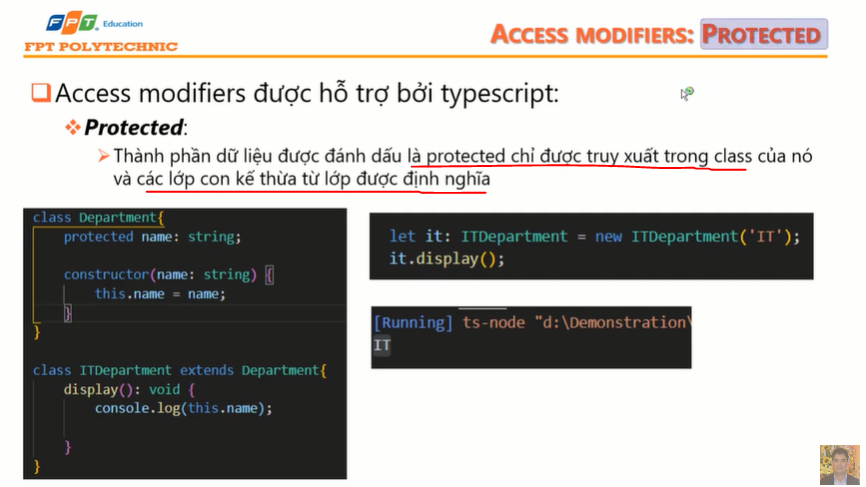 FPT Education
FPT POLYTECHNIC
ACCESS MODIFIERS: PROTECTED
Access modifiers được hỗ trợ bởi typescript:
Protected:
Thành phần dữ liệu được đánh dấu là protected chỉ được truy xuất trong class của nó
và các lớp con kế thừa từ lớp được định nghĩa
class Department{
protected name: string;
constructor(name: string) {
this.name = name;
}
}
class ITDepartment extends Department{
display(): void {
console.log(this.name);
}
}
let it: ITDepartment = new ITDepartment('IT');
it.display();
[Running] ts-node "d:\Demonstration\
IT